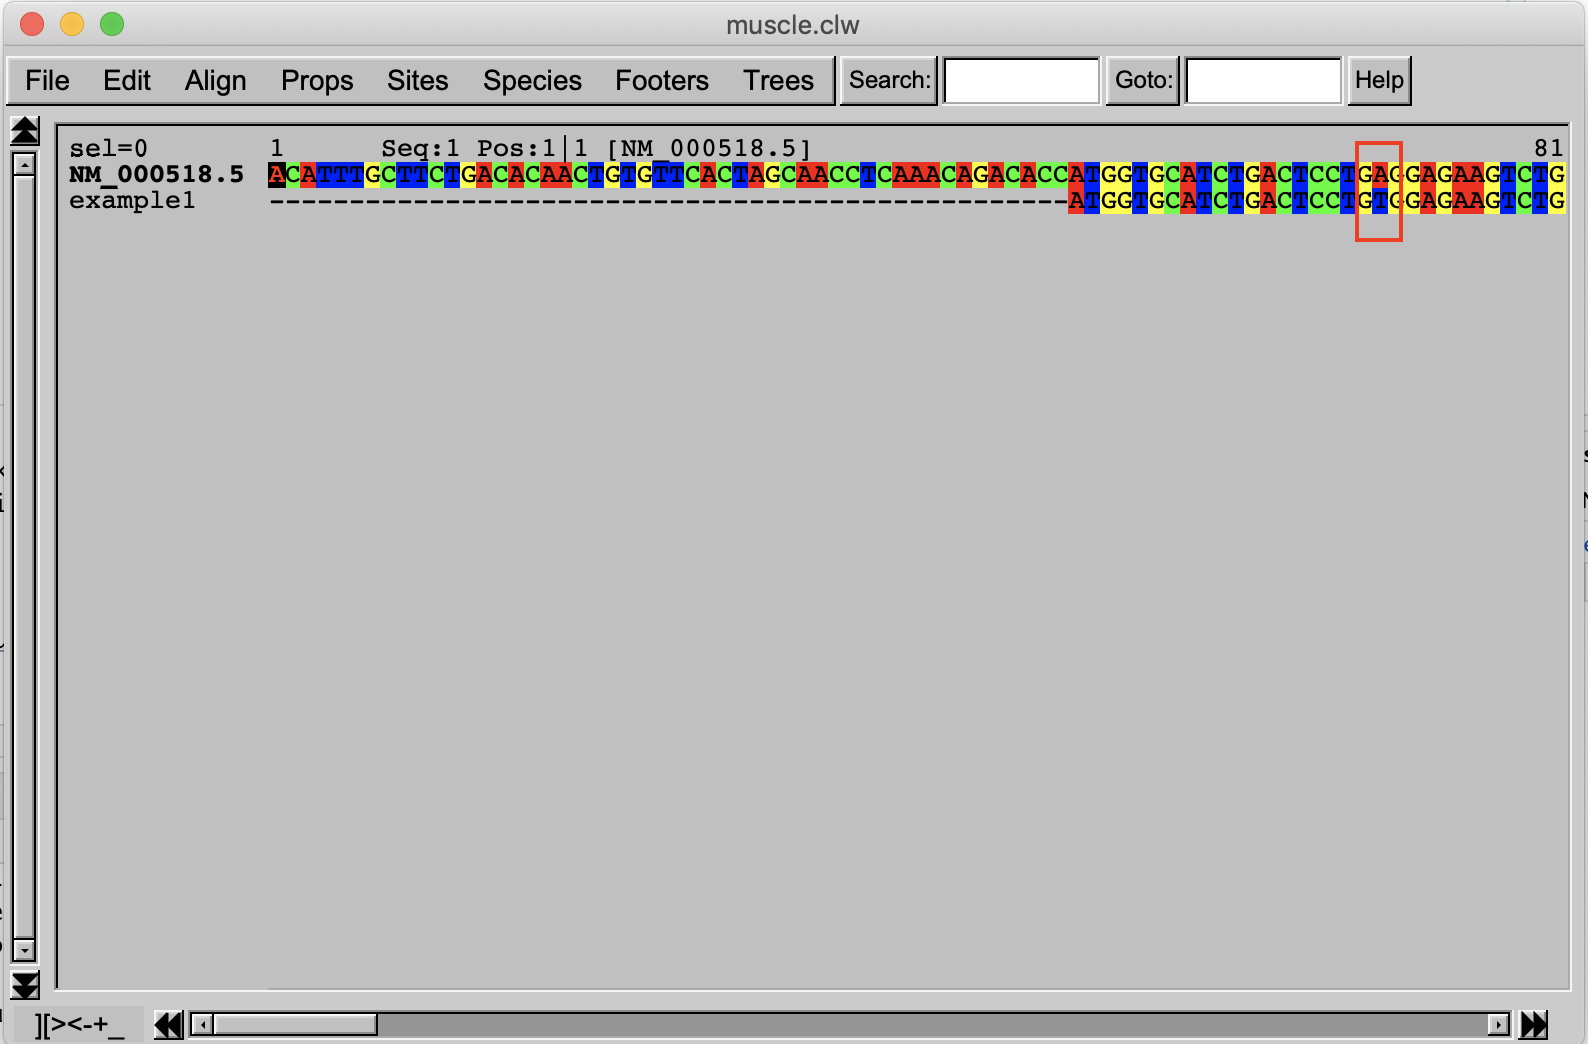 muscle.clw
File Edit Align Props Sites Species Footers Trees Search: Goto: Help
sel=0 1 Seq:1 Pos:1|1 [NM_000518.5] 81
NM_000518.5 ACATTTGCTTCTGACACAACTGTGTTCACTAGCAACCTCAAACAGACACCATGGTGCATCTGACTCCTGAGGAGAAGTCTG
example1 --------------------------------------------------ATGGTGCATCTGACTCCTGTGGAGAAGTCTG
][><-+_